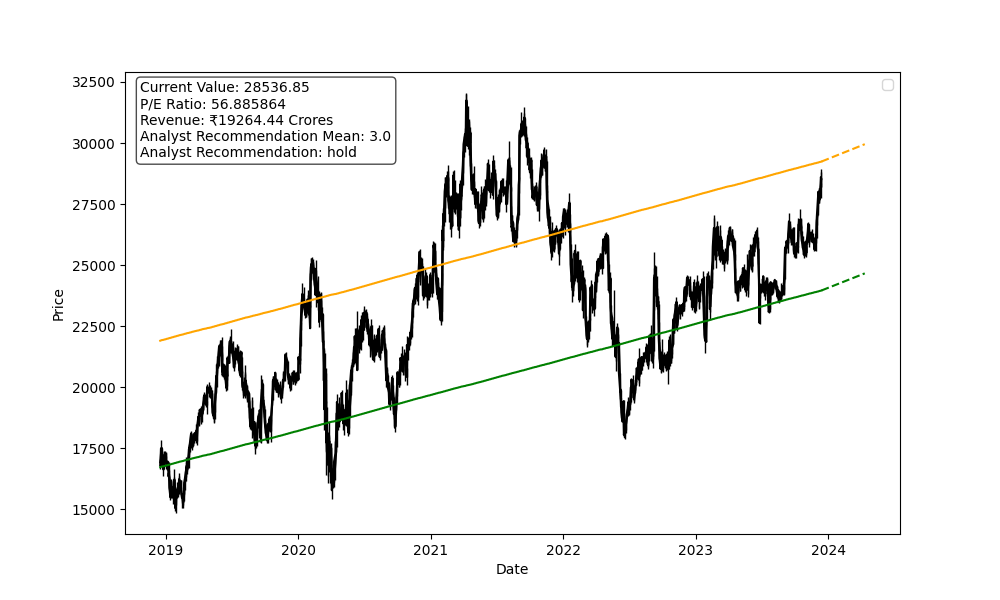 32500
30000
27500
25000
22500
20000
17500
15000
Price
Current Value: 28536.85
P/E Ratio: 56.885864
Revenue: ₹19264.44 Crores
Analyst Recommendation Mean: 3.0
Analyst Recommendation: hold
2019
2020
2021
2022
2023
2024
Date